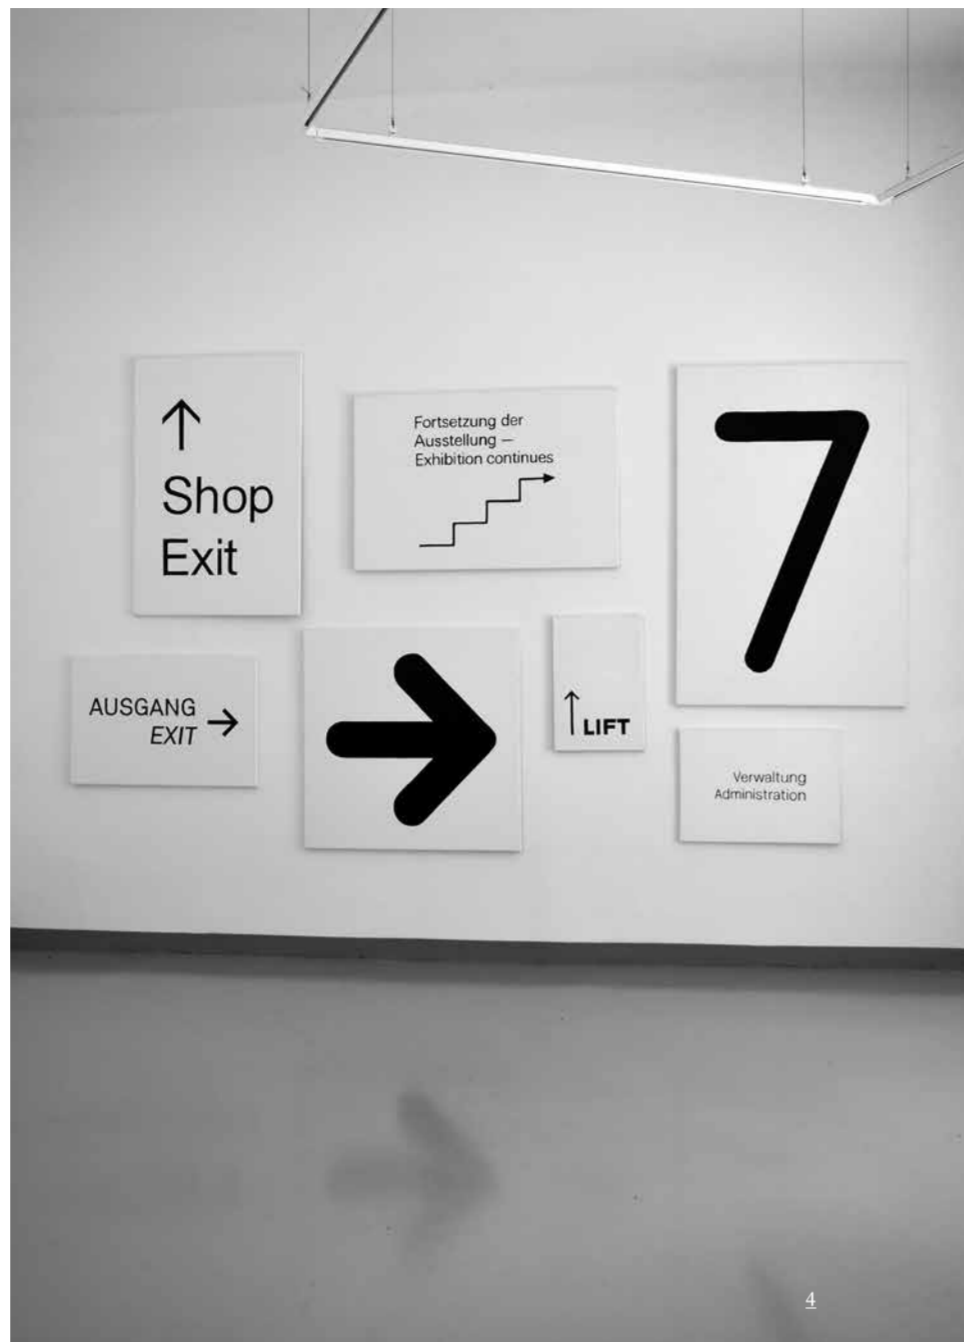 Shop
Exit
Fortsetzung der
Ausstellung –
Exhibition continues
7
AUSGANG
EXIT
LIFT
Verwaltung
Administration
4